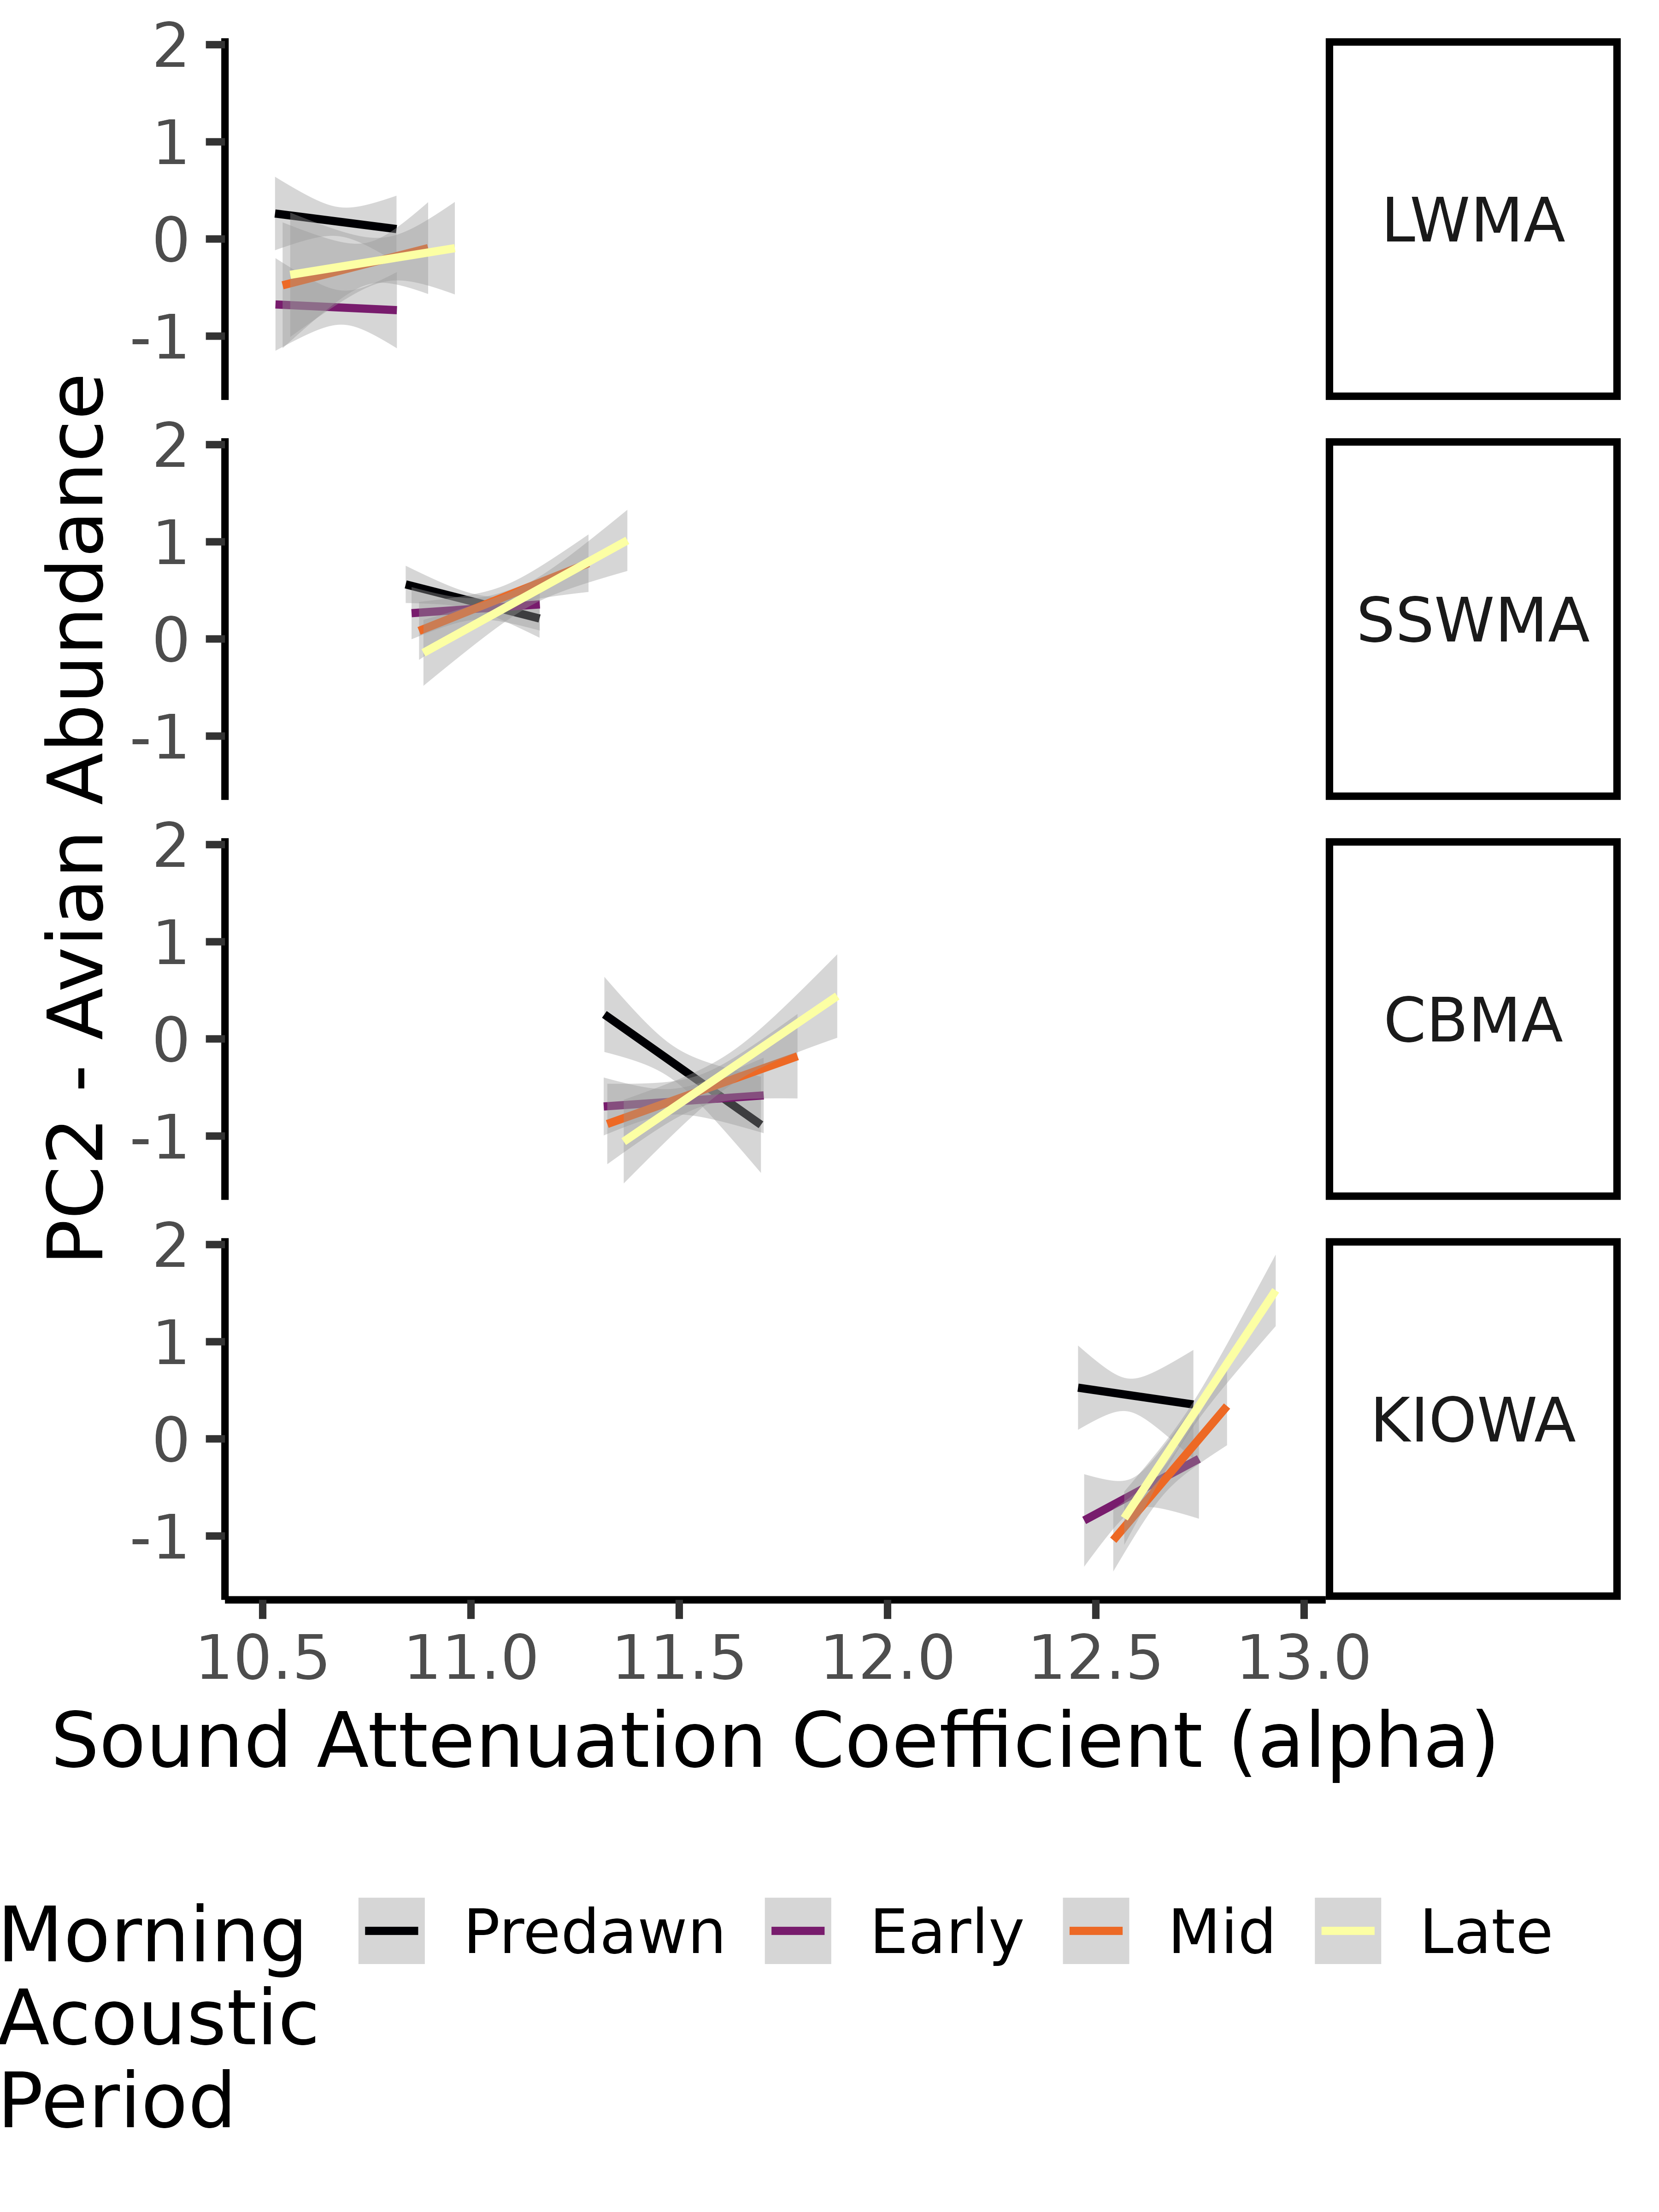 PC2 - Avian Abundance
2
1
0
-1
LWMA
2
1
0
-1
SSWMA
2
1
0
-1
CBMA
2
1
0
-1
KIOWA
10.5 11.0 11.5 12.0 12.5 13.0
Sound Attenuation Coefficient (alpha)
Morning
Acoustic
Period
Predawn Early Mid Late